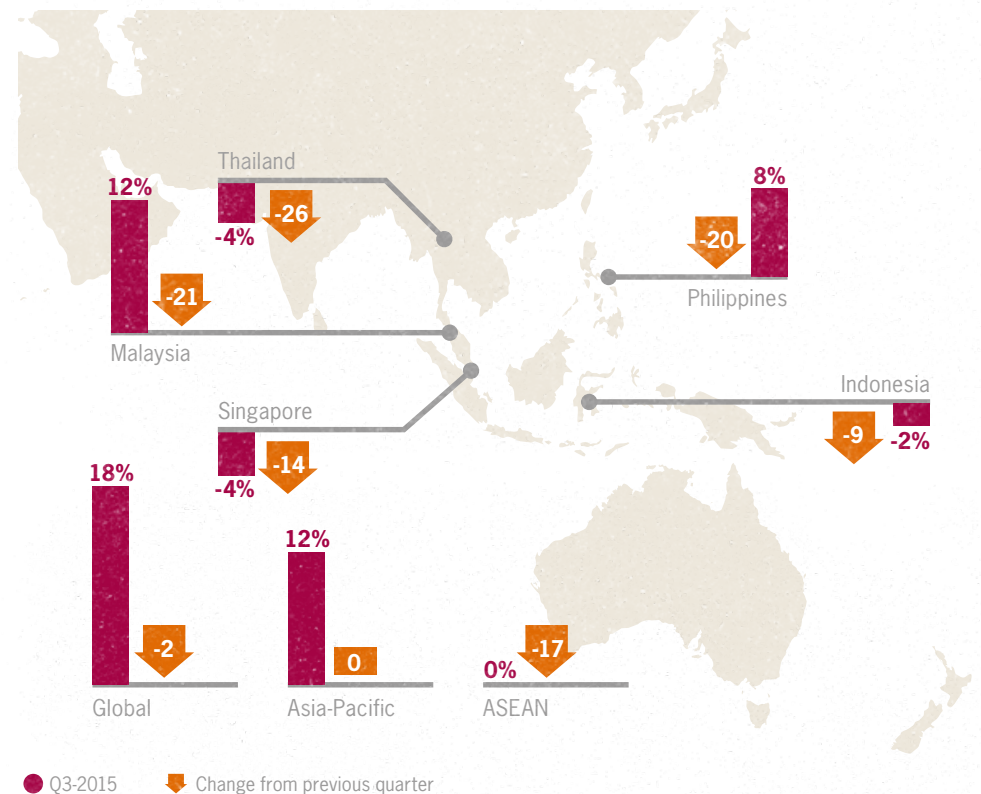 Thailand
12%
-26
-4%
-21
Malaysia
8%
-20
Philippines
Indonesia
-9
-2%
Singapore
-14
-4%
18%
-2
Global
12%
0
Asia-Pacific
0%
-17
ASEAN
Q3-2015
Change from previous quarter